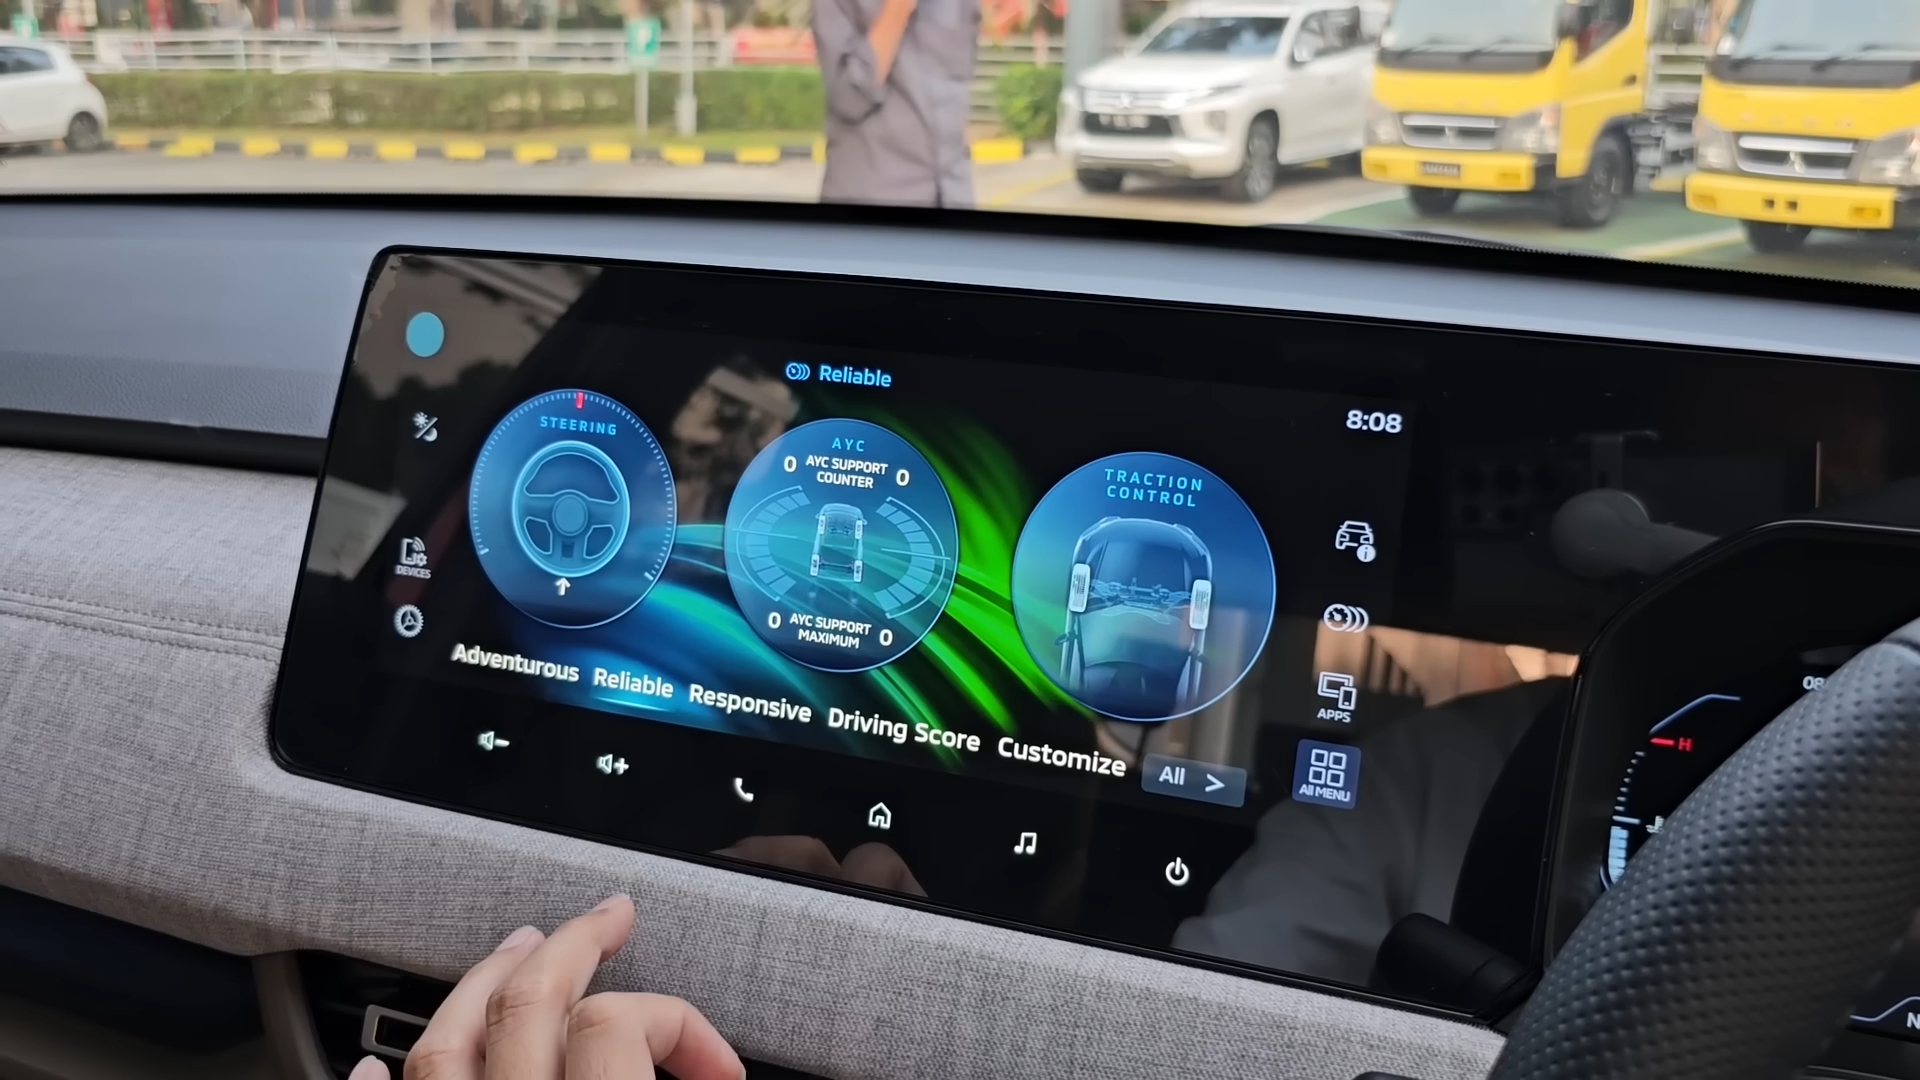 Reliable
8:08
STEERING
AYC
0 AYC SUPPORT 0
COUNTER
0 AYC SUPPORT 0
MAXIMUM
TRACTION
CONTROL
DEVICES
Adventurous Reliable Responsive Driving Score Customize All >
APPS
All MENU
H